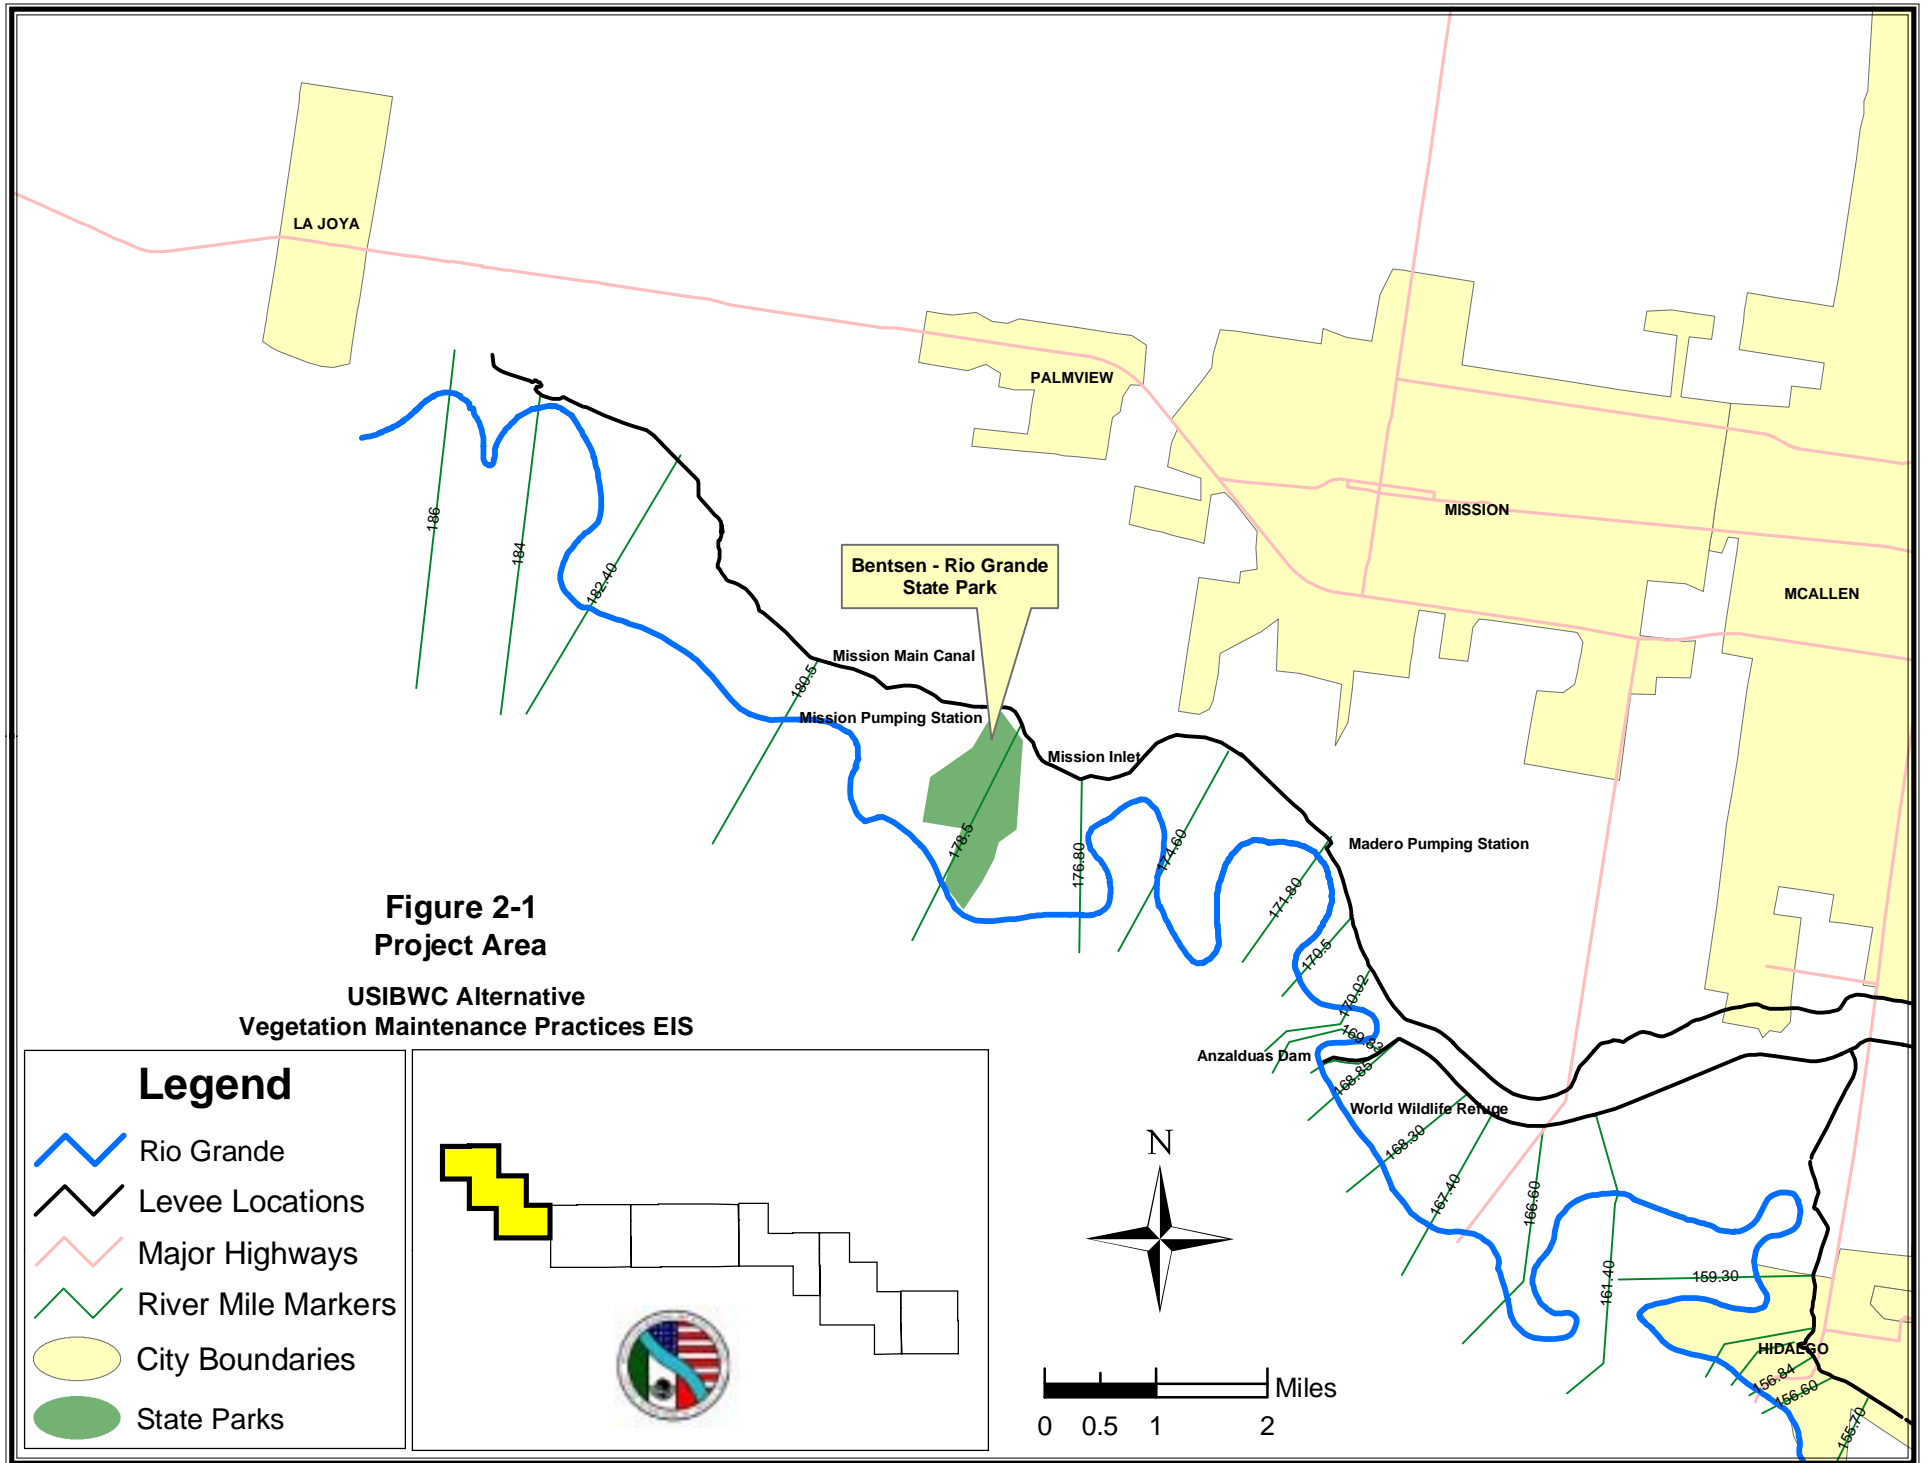 LA JOYA
PALMVIEW
MISSION
MCALLEN
186
184
182.40
Bentsen - Rio Grande
State Park
Mission Main Canal
180.5
Mission Pumping Station
Mission Inlet
178.5
176.80
174.60
Madero Pumping Station
171.80
170.5
170.02
169.83
Anzalduas Dam
168.85
World Wildlife Refuge
168.30
167.40
166.60
161.40
159.30
HIDALGO
156.84
156.60
155.70
Figure 2-1
Project Area
USIBWC Alternative
Vegetation Maintenance Practices EIS
Legend
Rio Grande
Levee Locations
Major Highways
River Mile Markers
City Boundaries
State Parks
N
Miles
0 0.5 1 2